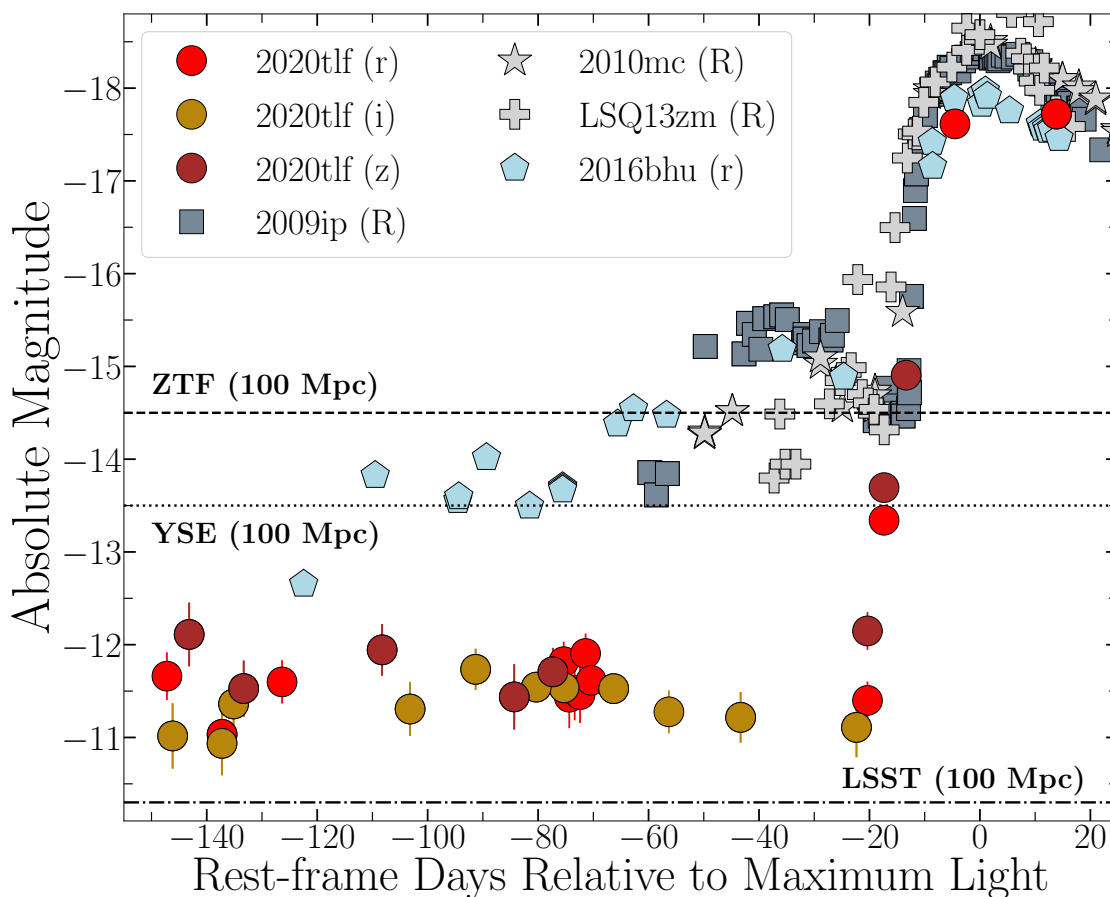 2020tlf (r)
2020tlf (i)
2020tlf (z)
2009ip (R)
2010mc (R)
LSQ13zm (R)
2016bhu (r)
−18
−17
−16
−15
−14
−13
−12
−11
Absolute Magnitude
ZTF (100 Mpc)
YSE (100 Mpc)
LSST (100 Mpc)
−140 −120 −100 −80 −60 −40 −20 0 20
Rest-frame Days Relative to Maximum Light